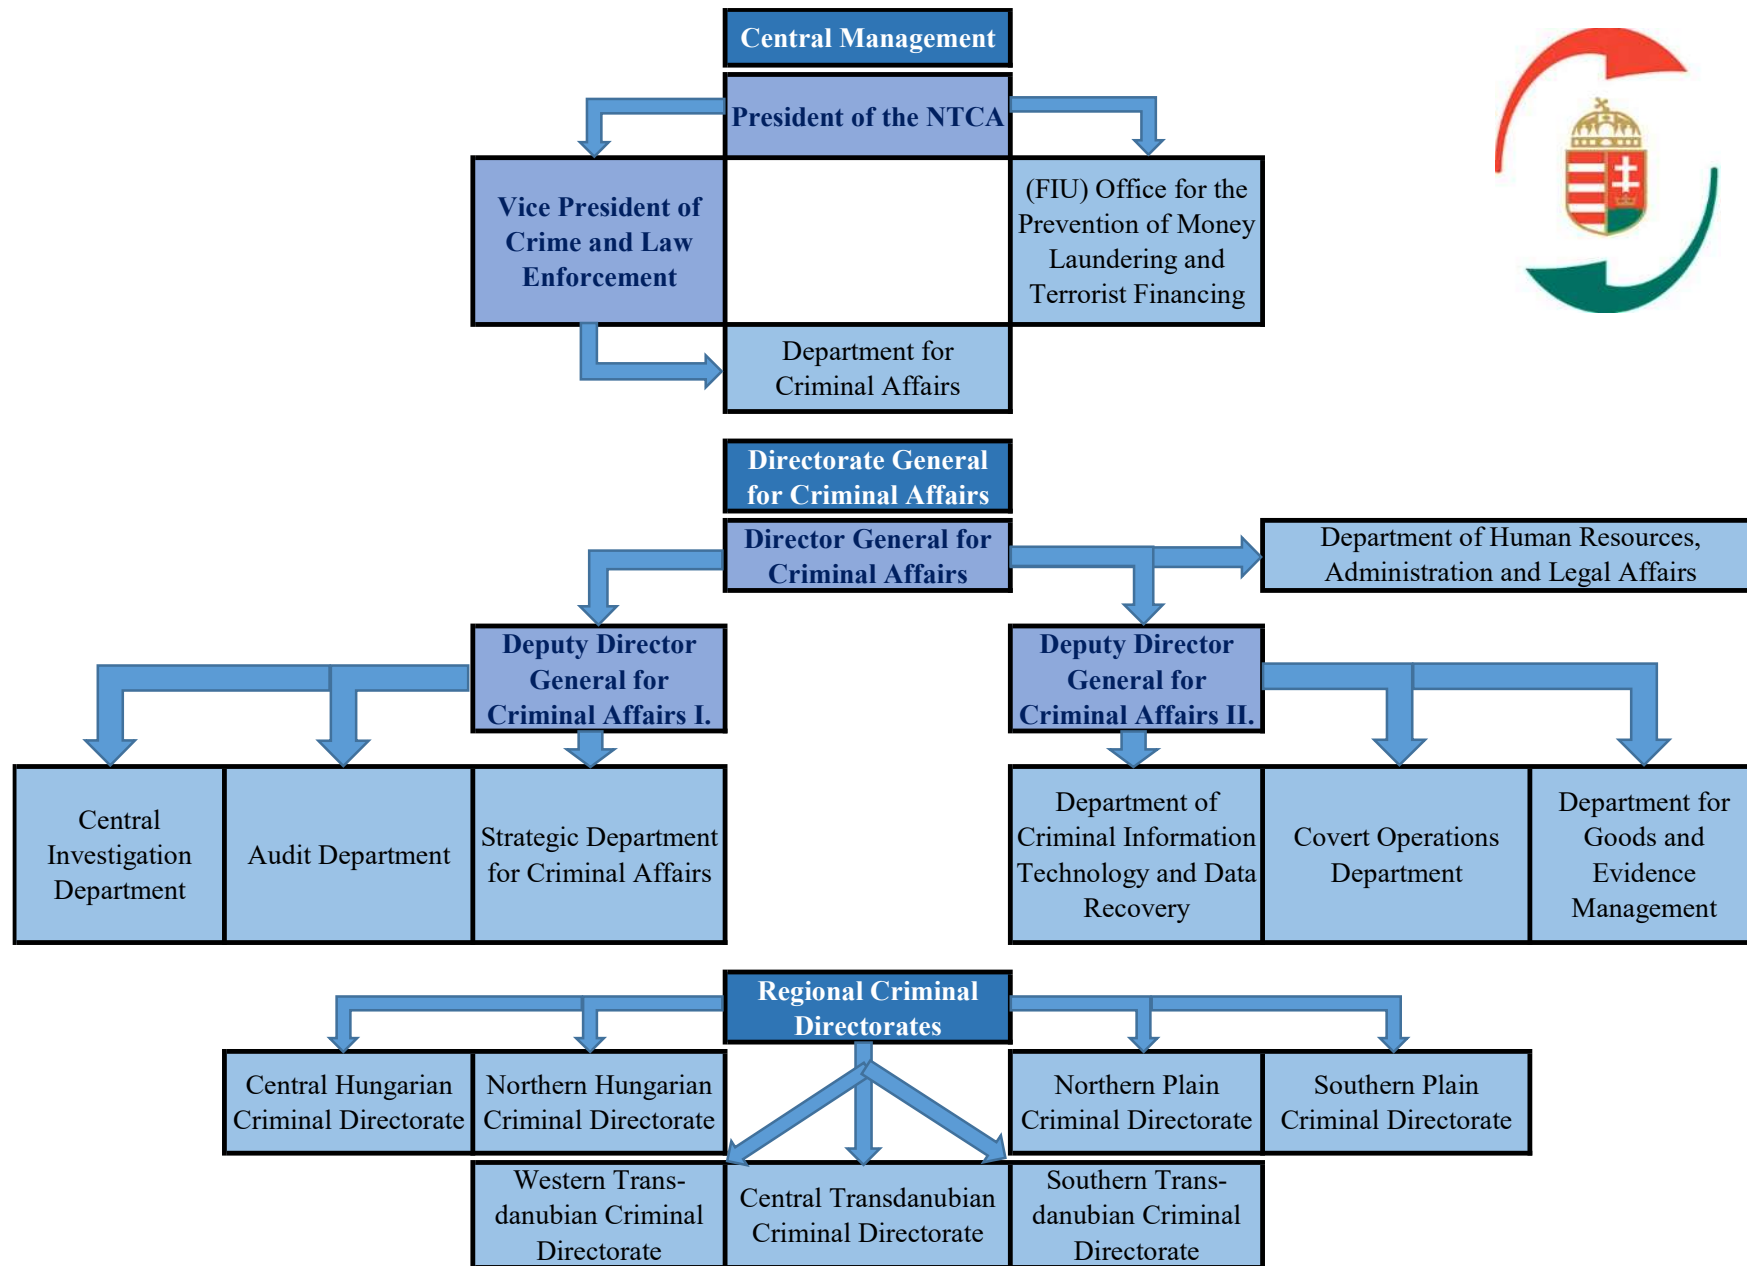 Central Management
President of the NTCA
Vice President of
Crime and Law
Enforcement
(FIU) Office for the
Prevention of Money
Laundering and
Terrorist Financing
Department for
Criminal Affairs
Directorate General
for Criminal Affairs
Director General for
Criminal Affairs
Department of Human Resources,
Administration and Legal Affairs
Deputy Director
General for
Criminal Affairs I.
Deputy Director
General for
Criminal Affairs II.
Central
Investigation
Department
Audit Department
Strategic Department
for Criminal Affairs
Department of
Criminal Information
Technology and Data
Recovery
Covert Operations
Department
Department for
Goods and
Evidence
Management
Regional Criminal
Directorates
Central Hungarian
Criminal Directorate
Northern Hungarian
Criminal Directorate
Northern Plain
Criminal Directorate
Southern Plain
Criminal Directorate
Western Trans-
danubian Criminal
Directorate
Central Transdanubian
Criminal Directorate
Southern Trans-
danubian Criminal
Directorate